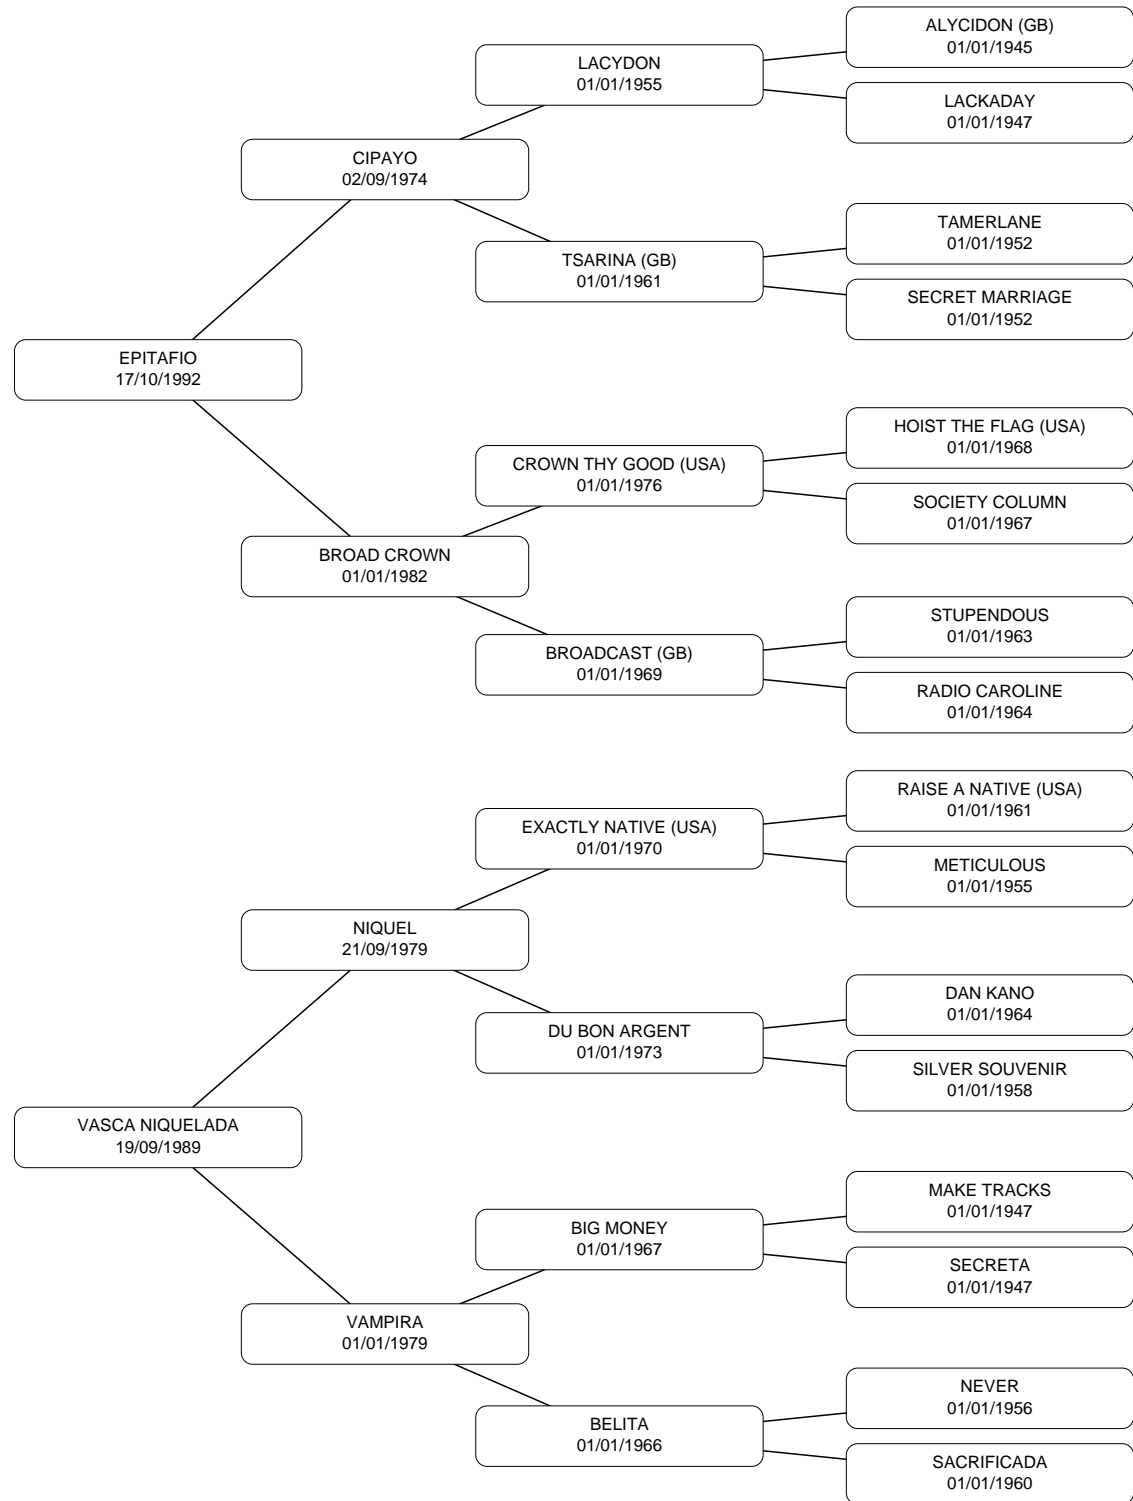 ALYCIDON (GB)
01/01/1945
LACYDON
01/01/1955
LACKADAY
01/01/1947
CIPAYO
02/09/1974
TAMERLANE
01/01/1952
TSARINA (GB)
01/01/1961
SECRET MARRIAGE
01/01/1952
EPITAFIO
17/10/1992
HOIST THE FLAG (USA)
01/01/1968
CROWN THY GOOD (USA)
01/01/1976
SOCIETY COLUMN
01/01/1967
BROAD CROWN
01/01/1982
STUPENDOUS
01/01/1963
BROADCAST (GB)
01/01/1969
RADIO CAROLINE
01/01/1964
RAISE A NATIVE (USA)
01/01/1961
EXACTLY NATIVE (USA)
01/01/1970
METICULOUS
01/01/1955
NIQUEL
21/09/1979
DAN KANO
01/01/1964
DU BON ARGENT
01/01/1973
SILVER SOUVENIR
01/01/1958
VASCA NIQUELADA
19/09/1989
MAKE TRACKS
01/01/1947
BIG MONEY
01/01/1967
SECRETA
01/01/1947
VAMPIRA
01/01/1979
NEVER
01/01/1956
BELITA
01/01/1966
SACRIFICADA
01/01/1960